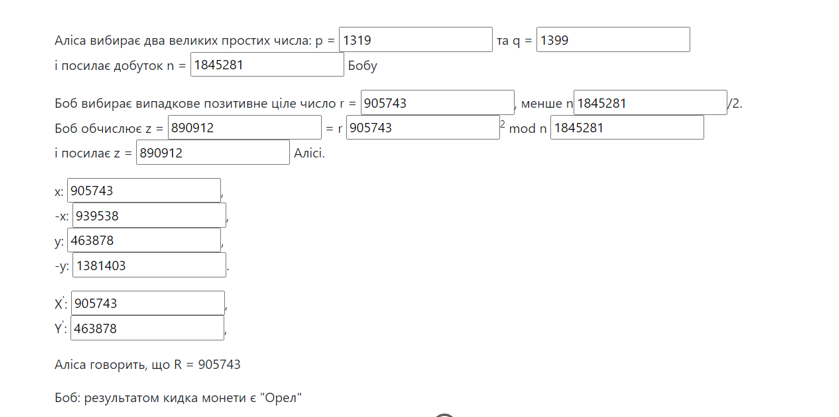 Аліса вибирає два великих простих числа: p = 1319 та q = 1399
і посилає добуток n = 1845281 Бобу
Боб вибирає випадкове позитивне ціле число r = 905743, менше n 1845281/2.
Боб обчислює z = 890912 = r 905743² mod n 1845281
і посилає z = 890912 Алісі.
x: 905743,
-x: 939538,
y: 463878,
-y: 1381403.
X': 905743,
Y': 463878,
Аліса говорить, що R = 905743
Боб: результатом кидка монети є "Орел"